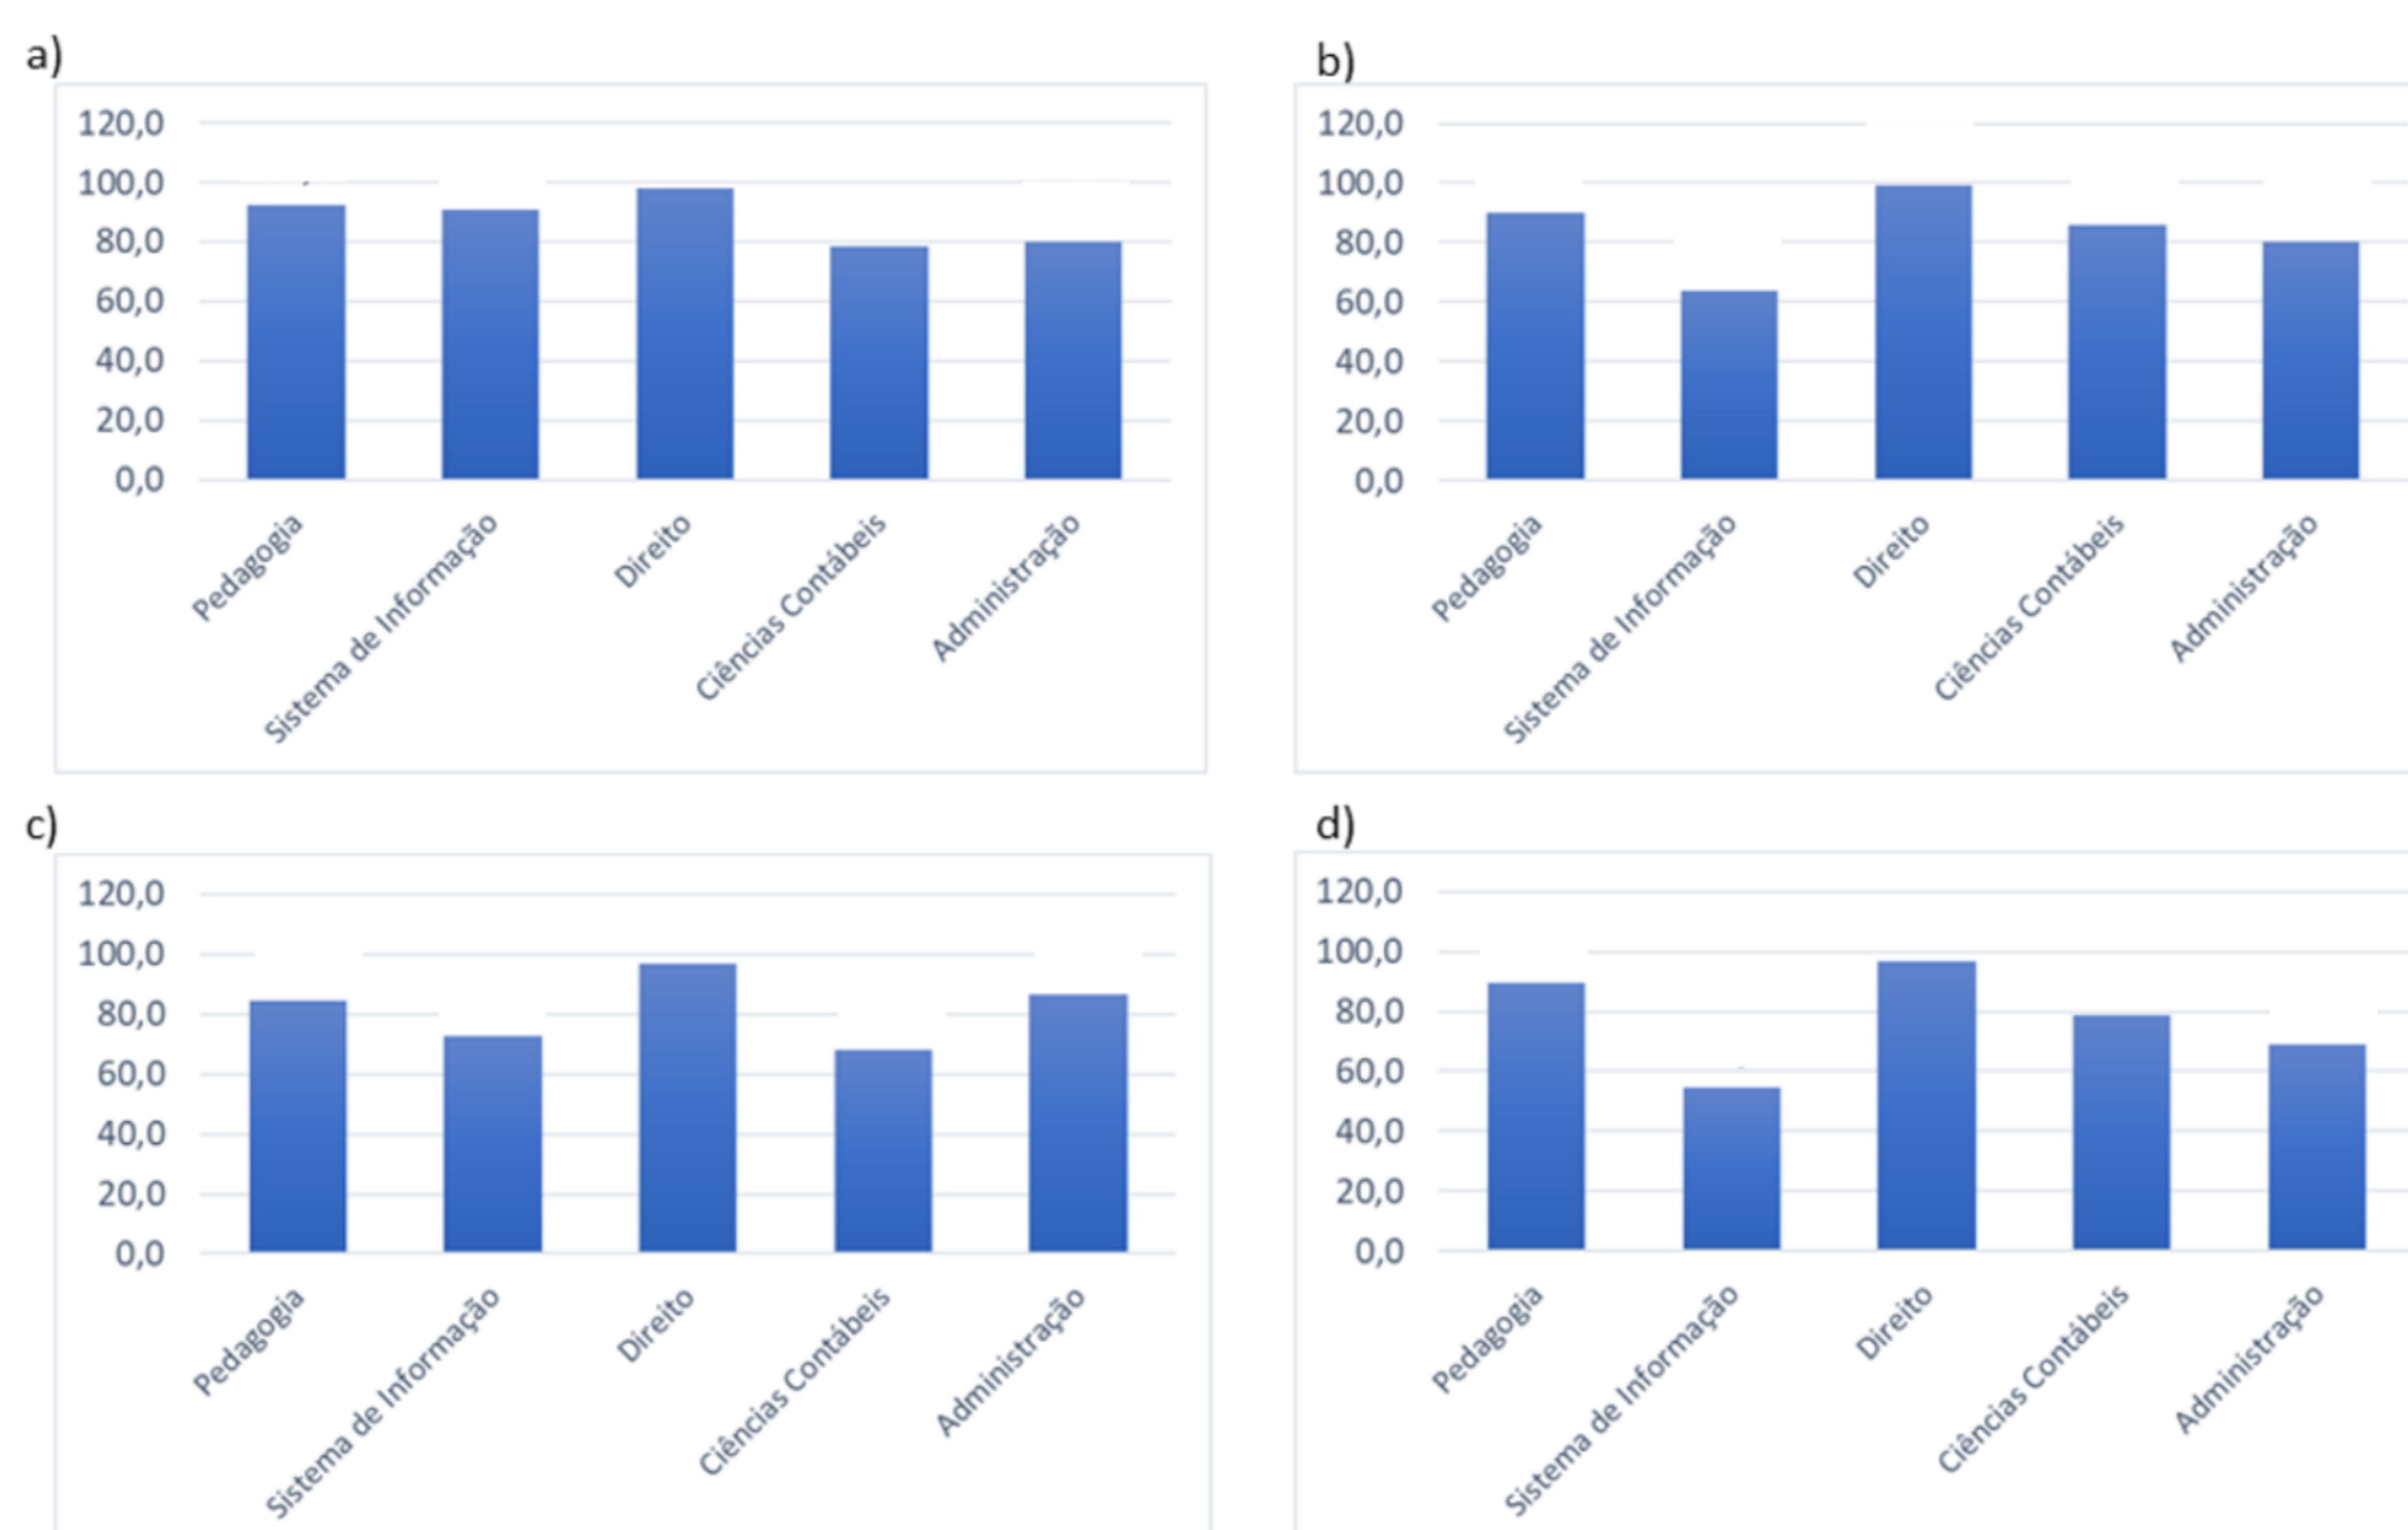 a)
120,0
100,0
80,0
60,0
40,0
20,0
0,0
Pedagogia
Sistema de Informação
Direito
Ciências Contábeis
Administração
b)
120,0
100,0
80,0
60,0
40,0
20,0
0,0
Pedagogia
Sistema de Informação
Direito
Ciências Contábeis
Administração
c)
120,0
100,0
80,0
60,0
40,0
20,0
0,0
Pedagogia
Sistema de Informação
Direito
Ciências Contábeis
Administração
d)
120,0
100,0
80,0
60,0
40,0
20,0
0,0
Pedagogia
Sistema de Informação
Direito
Ciências Contábeis
Administração